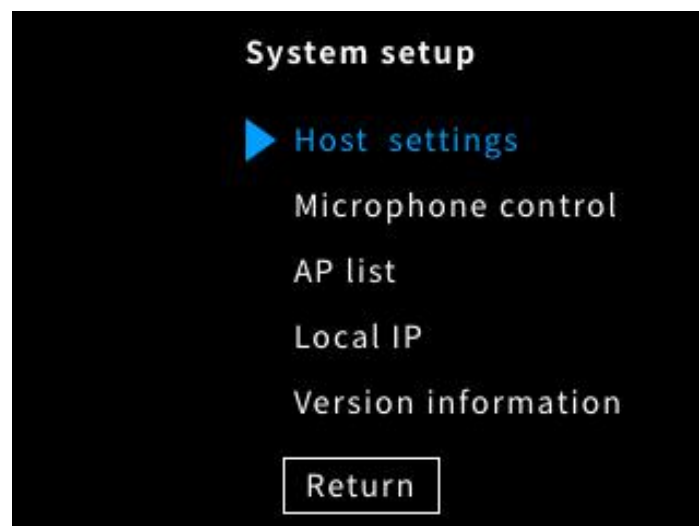 System setup
Host settings
Microphone control
AP list
Local IP
Version information
Return